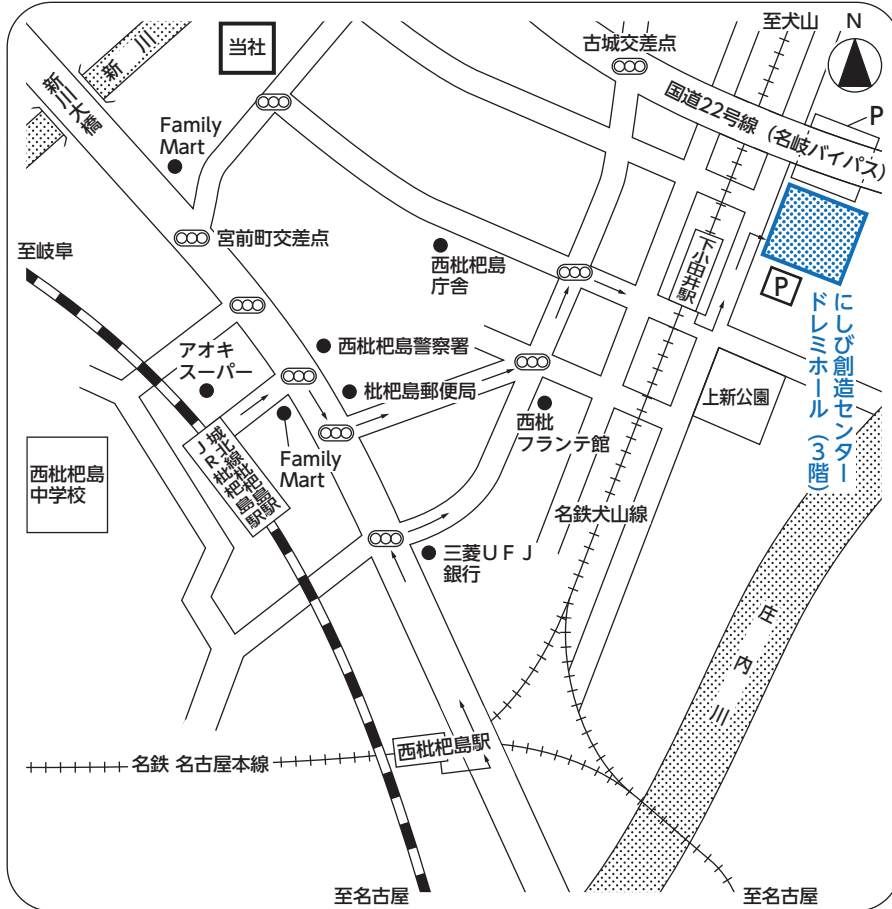 至犬山
N
当社
古城交差点
新川
新川大橋
国道22号線（名岐バイパス）
P
Family
Mart
宮前町交差点
至岐阜
西枇杷島
庁舎
下小田井駅
P
にしび創造センター
ドレミホール（3階）
西枇杷島警察署
アオキ
スーパー
枇杷島郵便局
上新公園
西枇
フランテ館
Family
Mart
城北線枇杷島駅
JR枇杷島駅
西枇杷島
中学校
名鉄犬山線
三菱UFJ
銀行
庄内川
西枇杷島駅
名鉄 名古屋本線
至名古屋
至名古屋